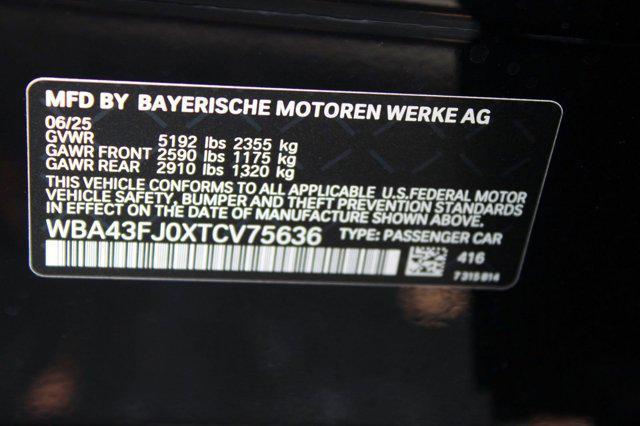 MFD BY BAYERISCHE MOTOREN WERKE AG
06/25
GVWR 5192 lbs 2355 kg
GAWR FRONT 2590 lbs 1175 kg
GAWR REAR 2910 lbs 1320 kg
THIS VEHICLE CONFORMS TO ALL APPLICABLE U.S.FEDERAL MOTOR
VEHICLE SAFETY, BUMPER AND THEFT PREVENTION STANDARDS
IN EFFECT ON THE DATE OF MANUFACTURE SHOWN ABOVE.
WBA43FJ0XTCV75636 TYPE: PASSENGER CAR
416
7315814